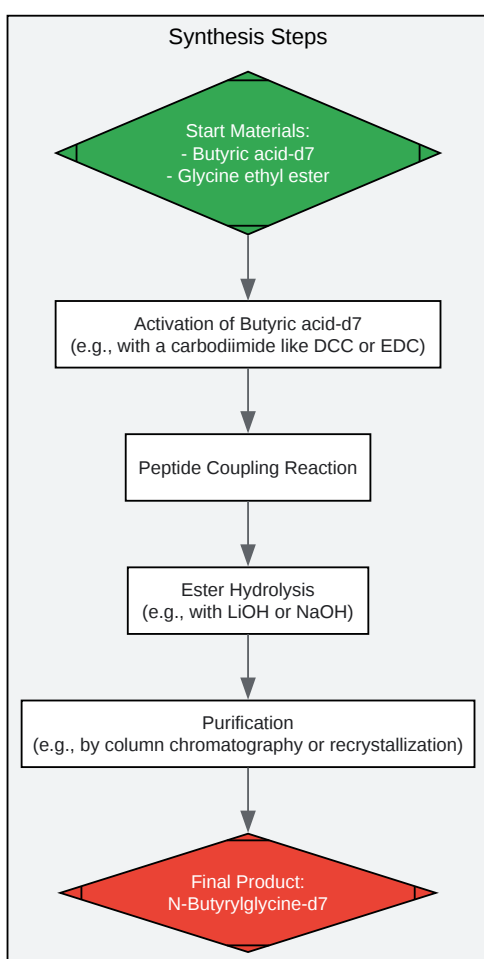 Synthesis Steps
Start Materials:
- Butyric acid-d7
- Glycine ethyl ester
Activation of Butyric acid-d7
(e.g., with a carbodiimide like DCC or EDC)
Peptide Coupling Reaction
Ester Hydrolysis
(e.g., with LiOH or NaOH)
Purification
(e.g., by column chromatography or recrystallization)
Final Product:
N-Butyrylglycine-d7